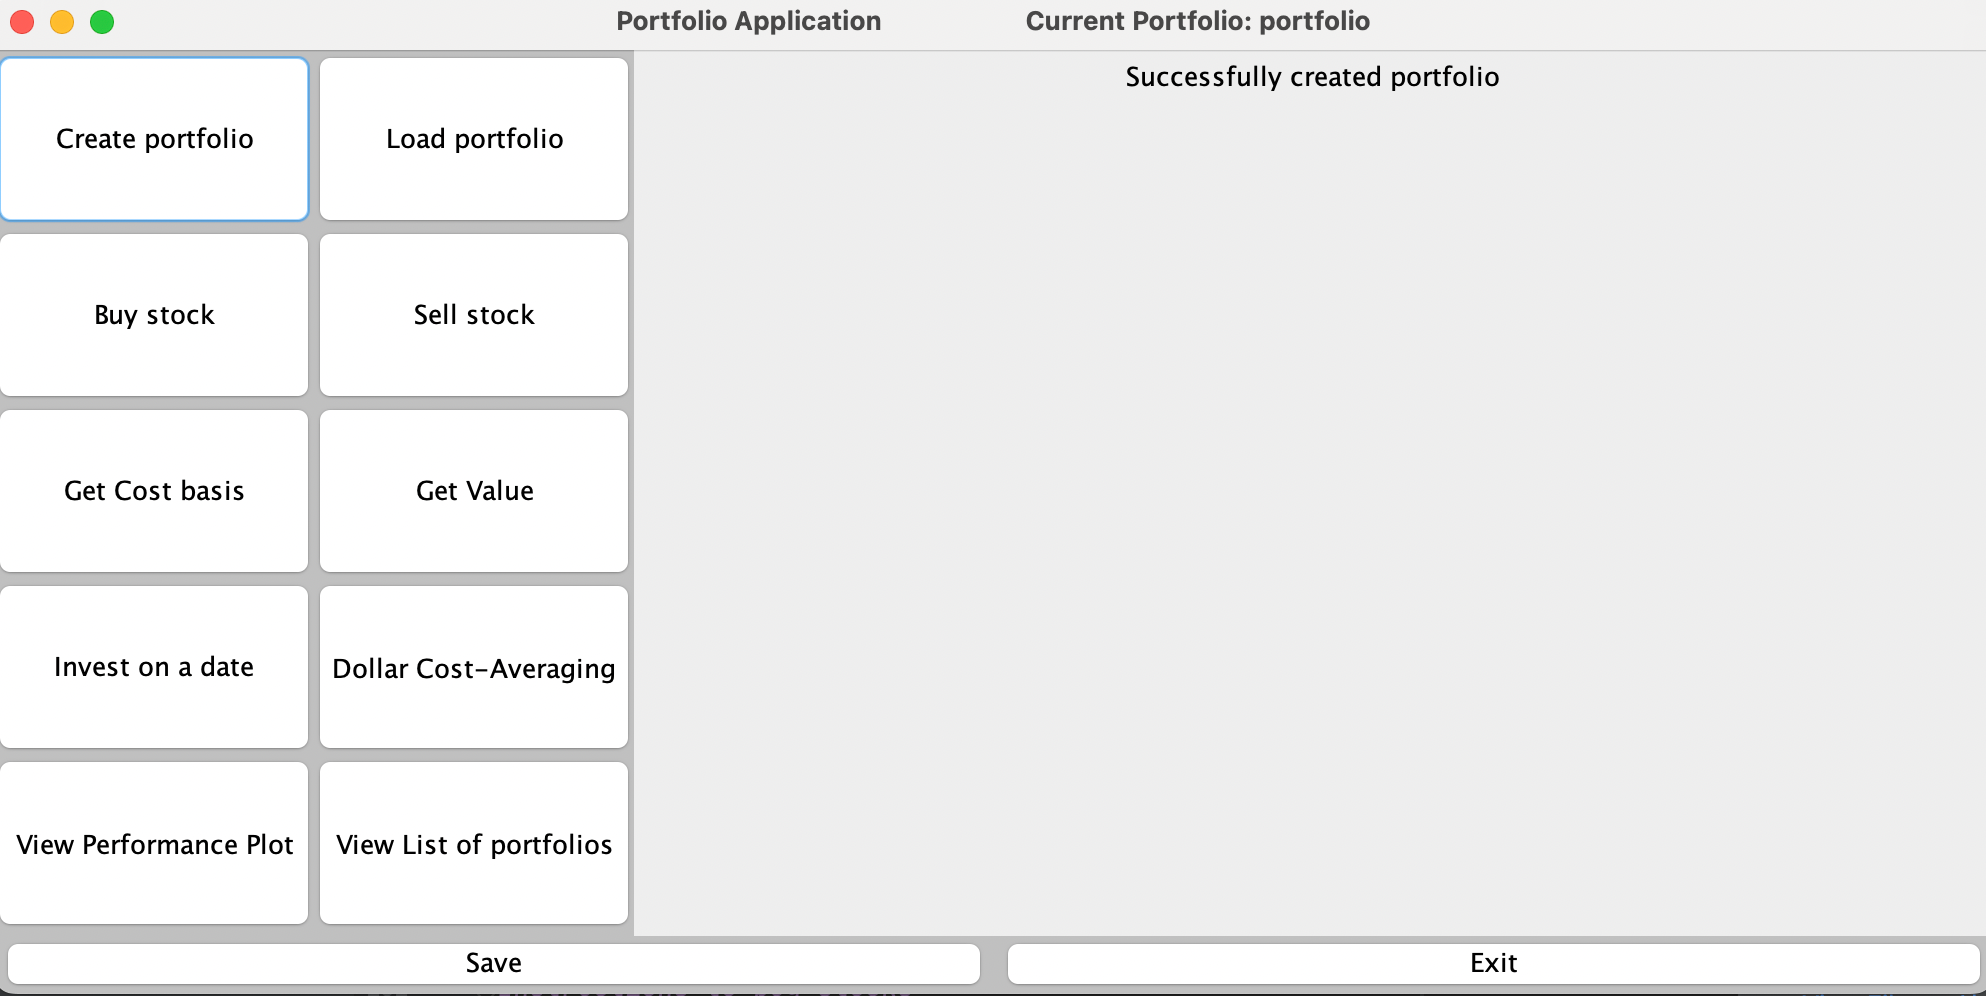 Portfolio Application Current Portfolio: portfolio
Create portfolio
Load portfolio
Successfully created portfolio
Buy stock
Sell stock
Get Cost basis
Get Value
Invest on a date
Dollar Cost-Averaging
View Performance Plot
View List of portfolios
Save
Exit